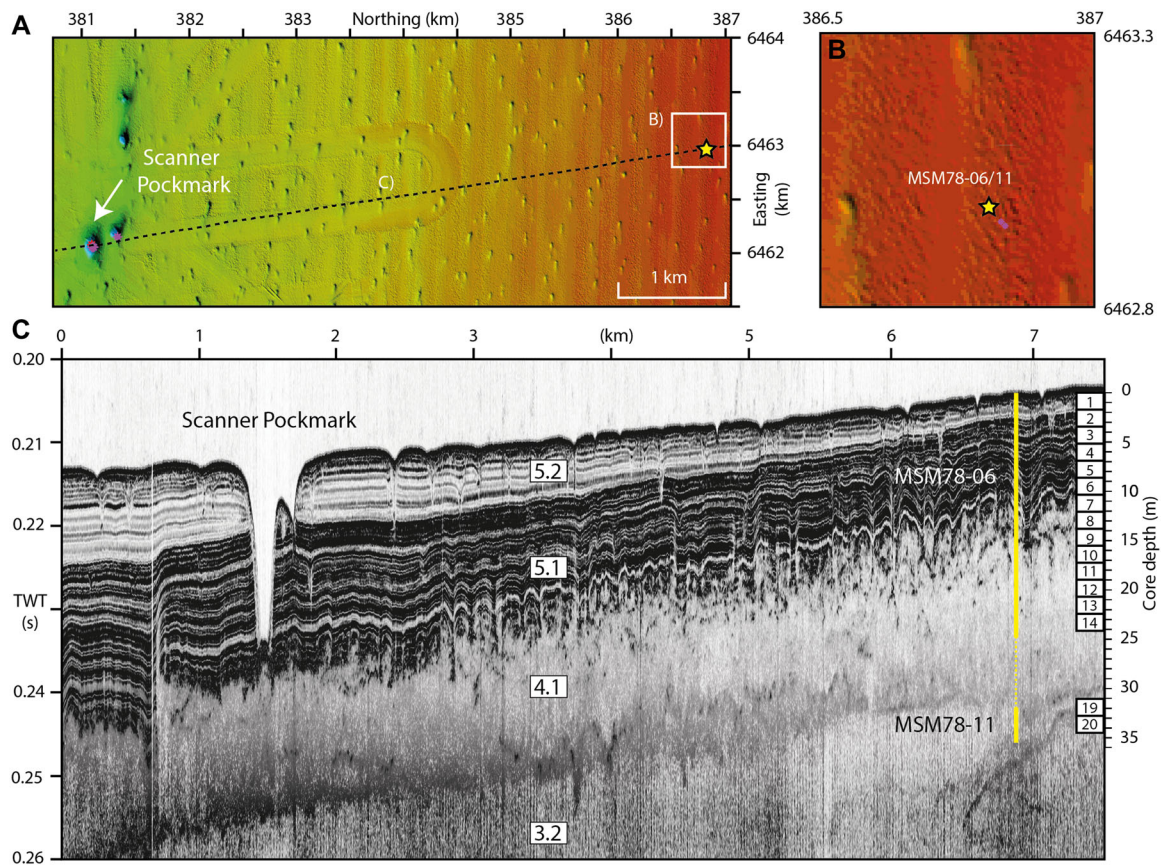 A
381
382
383
Northing (km)
385
386
387
6464
6463
Easting
(km)
6462
Scanner
Pockmark
C)
B)
1 km
B
386.5
387
6463.3
MSM78-06/11
6462.8
C
0
1
2
3
(km)
5
6
7
0.20
0.21
0.22
TWT
(s)
0.24
0.25
0.26
Scanner Pockmark
5.2
5.1
4.1
3.2
MSM78-06
MSM78-11
1
2
3
4
5
6
7
8
9
10
11
12
13
14
19
20
0
5
10
15
20
25
30
35
Core depth (m)